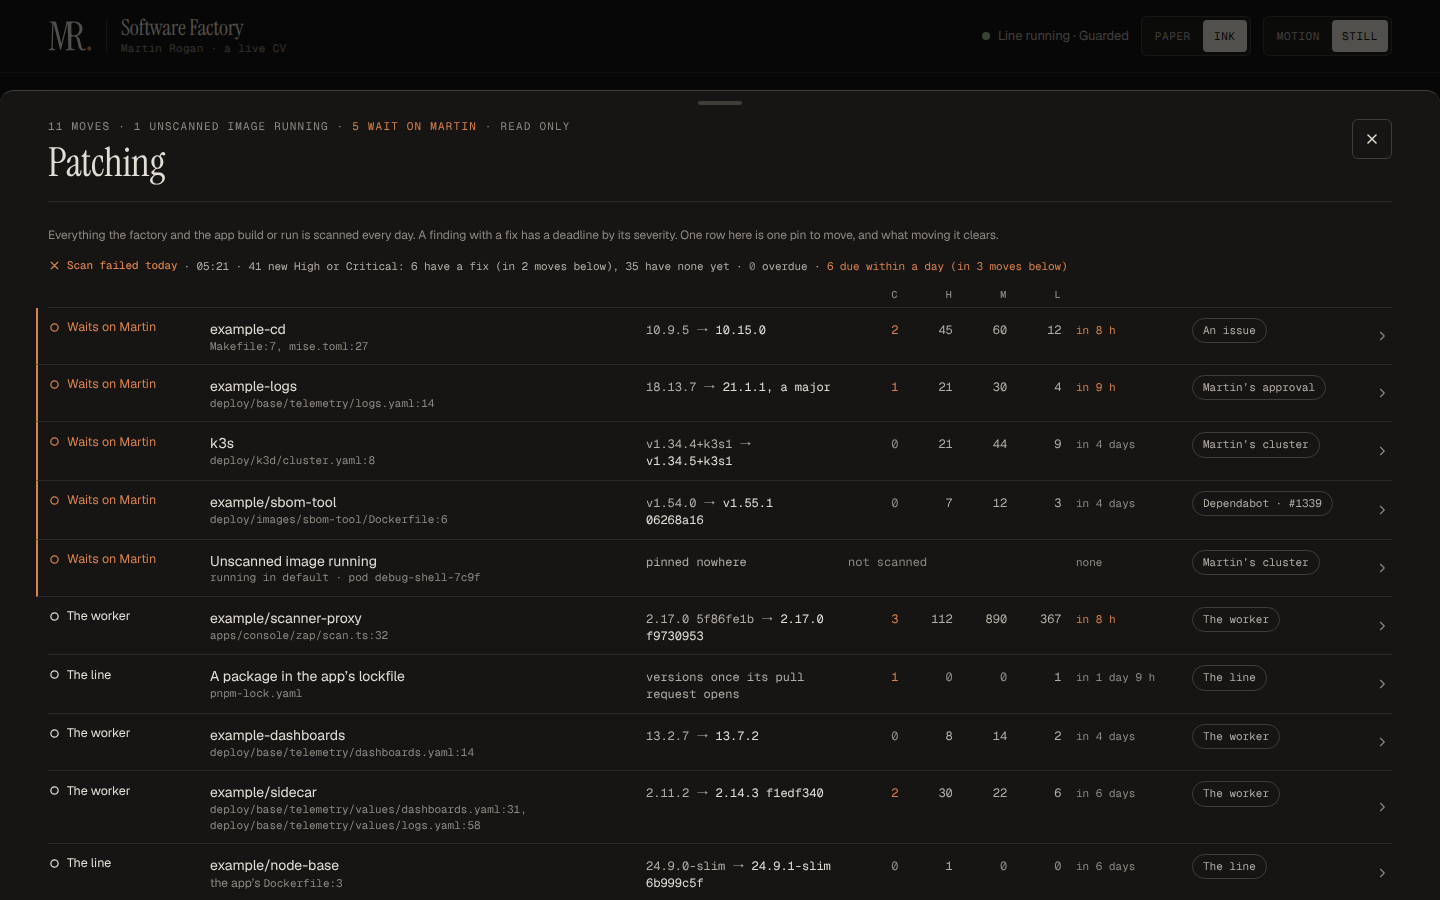 MR.
Software Factory
Martin Rogan · a live CV
Line running · Guarded
PAPER INK
MOTION STILL
11 MOVES · 1 UNSCANNED IMAGE RUNNING · 5 WAIT ON MARTIN · READ ONLY
Patching
Everything the factory and the app build or run is scanned every day. A finding with a fix has a deadline by its severity. One row here is one pin to move, and what moving it clears.
Scan failed today · 05:21 · 41 new High or Critical: 6 have a fix (in 2 moves below), 35 have none yet · 0 overdue · 6 due within a day (in 3 moves below)
C H M L
Waits on Martin example-cd 10.9.5 → 10.15.0 2 45 60 12 in 8 h An issue
Makefile:7, mise.toml:27
Waits on Martin example-logs 18.13.7 → 21.1.1, a major 1 21 30 4 in 9 h Martin's approval
deploy/base/telemetry/logs.yaml:14
Waits on Martin k3s v1.34.4+k3s1 → 0 21 44 9 in 4 days Martin's cluster
deploy/k3d/cluster.yaml:8 v1.34.5+k3s1
Waits on Martin example/sbom-tool v1.54.0 → v1.55.1 0 7 12 3 in 4 days Dependabot · #1339
deploy/images/sbom-tool/Dockerfile:6 06268a16
Waits on Martin Unscanned image running pinned nowhere not scanned none Martin's cluster
running in default · pod debug-shell-7c9f
The worker example/scanner-proxy 2.17.0 5f86fe1b → 2.17.0 3 112 890 367 in 8 h The worker
apps/console/zap/scan.ts:32 f9730953
The line A package in the app's lockfile versions once its pull 1 0 0 1 in 1 day 9 h The line
pnpm-lock.yaml request opens
The worker example-dashboards 13.2.7 → 13.7.2 0 8 14 2 in 4 days The worker
deploy/base/telemetry/dashboards.yaml:14
The worker example/sidecar 2.11.2 → 2.14.3 f1edf340 2 30 22 6 in 6 days The worker
deploy/base/telemetry/values/dashboards.yaml:31,
deploy/base/telemetry/values/logs.yaml:58
The line example/node-base 24.9.0-slim → 24.9.1-slim 0 1 0 0 in 6 days The line
the app's Dockerfile:3 6b999c5f